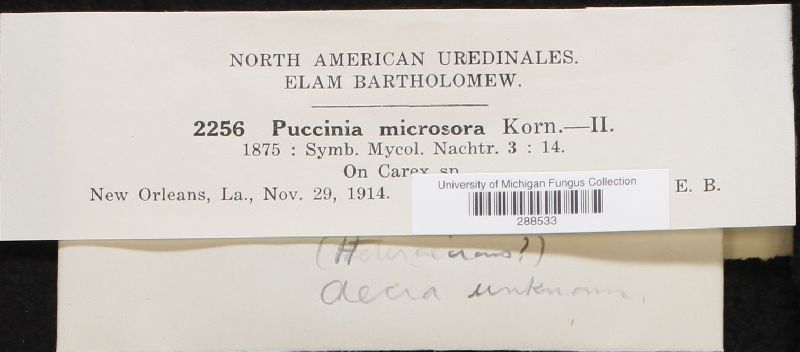 NORTH AMERICAN UREDINALES.
ELAM BARTHOLOMEW.
2256 Puccinia microsora Korn.—II.
1875 : Symb. Mycol. Nachtr. 3 : 14.
On Carex sp
New Orleans, La., Nov. 29, 1914.
E. B.
University of Michigan Fungus Collection
288533
(Heteroecious?)
Aecia unknown.